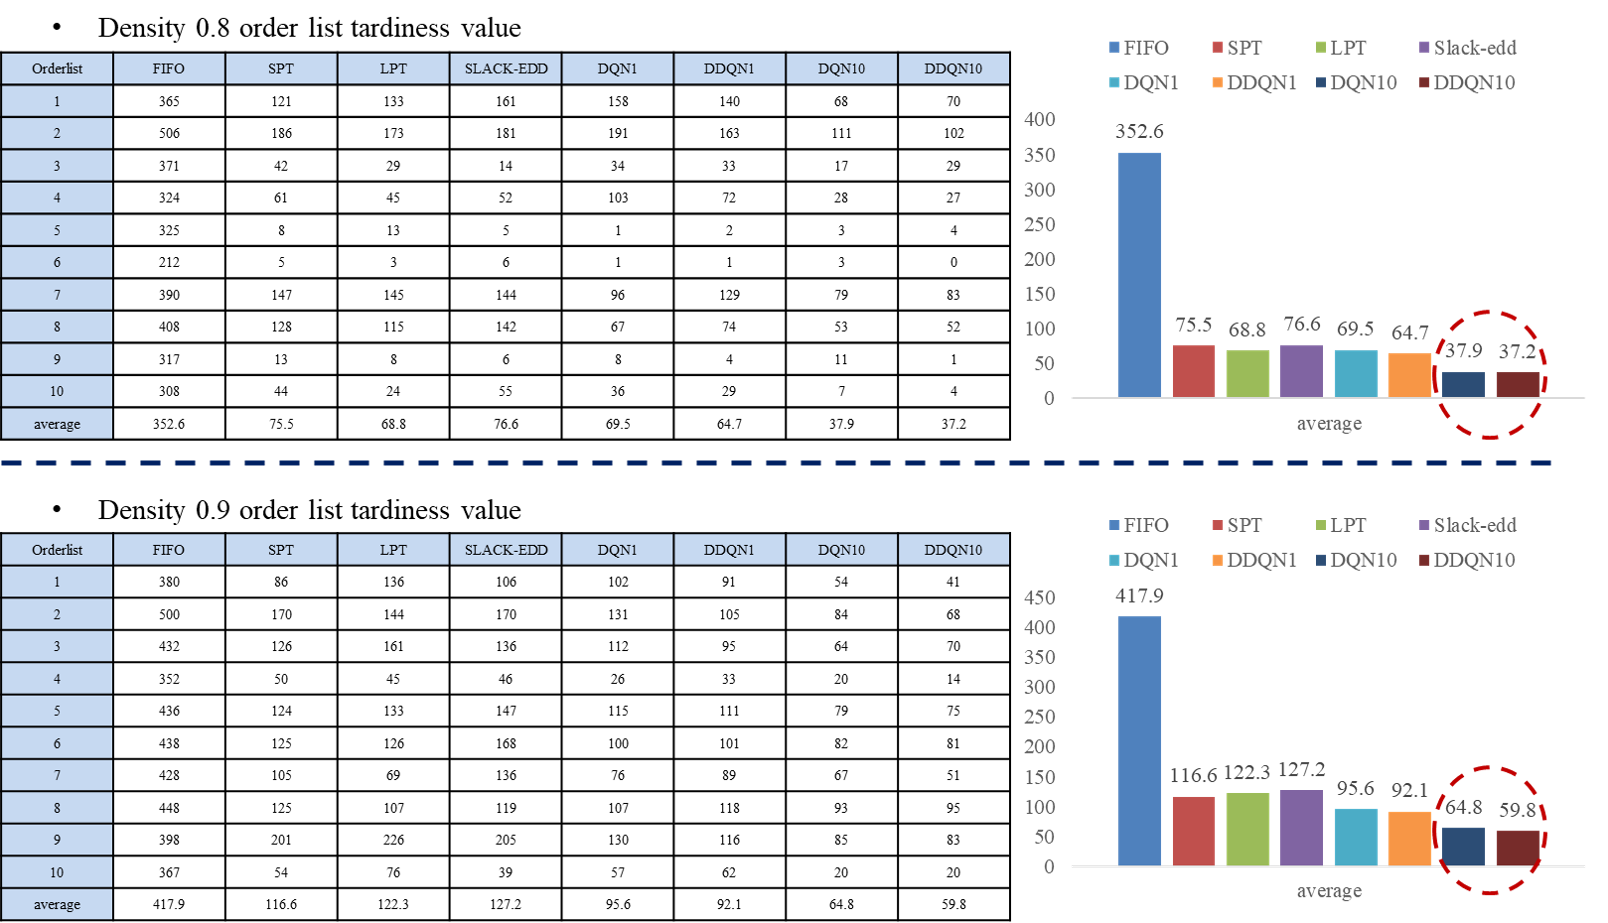 • Density 0.8 order list tardiness value
Orderlist FIFO SPT LPT SLACK-EDD DQN1 DDQN1 DQN10 DDQN10
1 365 121 133 161 158 140 68 70
2 506 186 173 181 191 163 111 102
3 371 42 29 14 34 33 17 29
4 324 61 45 52 103 72 28 27
5 325 8 13 5 1 2 3 4
6 212 5 3 6 1 1 3 0
7 390 147 145 144 96 129 79 83
8 408 128 115 142 67 74 53 52
9 317 13 8 6 8 4 11 1
10 308 44 24 55 36 29 7 4
average 352.6 75.5 68.8 76.6 69.5 64.7 37.9 37.2
FIFO SPT LPT Slack-edd
DQN1 DDQN1 DQN10 DDQN10
400
350
300
250
200
150
100
50
0
352.6 75.5 68.8 76.6 69.5 64.7 37.9 37.2
average
• Density 0.9 order list tardiness value
Orderlist FIFO SPT LPT SLACK-EDD DQN1 DDQN1 DQN10 DDQN10
1 380 86 136 106 102 91 54 41
2 500 170 144 170 131 105 84 68
3 432 126 161 136 112 95 64 70
4 352 50 45 46 26 33 20 14
5 436 124 133 147 115 111 79 75
6 438 125 126 168 100 101 82 81
7 428 105 69 136 76 89 67 51
8 448 125 107 119 107 118 93 95
9 398 201 226 205 130 116 85 83
10 367 54 76 39 57 62 20 20
average 417.9 116.6 122.3 127.2 95.6 92.1 64.8 59.8
FIFO SPT LPT Slack-edd
DQN1 DDQN1 DQN10 DDQN10
450
400
350
300
250
200
150
100
50
0
417.9 116.6 122.3 127.2 95.6 92.1 64.8 59.8
average